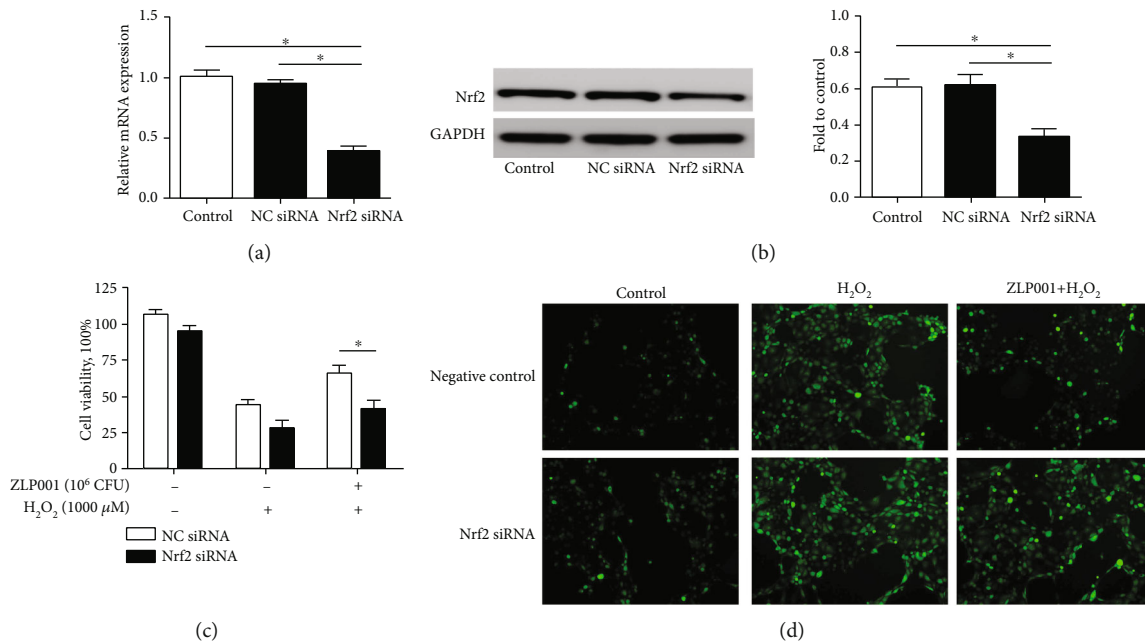 Relative mRNA expression
1.5
1.0
0.5
0.0
*
*
Control
NC siRNA
Nrf2 siRNA
(a)
Nrf2
GAPDH
Control
NC siRNA
Nrf2 siRNA
Fold to control
1.0
0.8
0.6
0.4
0.2
0.0
*
*
Control
NC siRNA
Nrf2 siRNA
(b)
Cell viability, 100%
125
100
75
50
25
0
*
ZLP001 (10⁶ CFU)
– – +
H₂O₂ (1000 μM)
– + +
NC siRNA
Nrf2 siRNA
(c)
Control
H₂O₂
ZLP001+H₂O₂
Negative control
Nrf2 siRNA
(d)